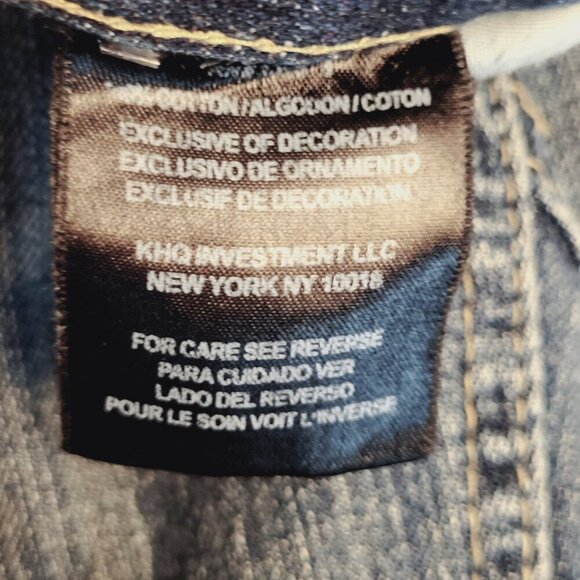 COTTON / ALGODON / COTON
EXCLUSIVE OF DECORATION
EXCLUSIVO DE ORNAMENTO
EXCLUSIF DE DECONATION
KHQ INVESTMENT LLC
NEW YORK NY 10018
FOR CARE SEE REVERSE
PARA CUIDADO VER
LADO DEL REVERSO
POUR LE SOIN VOIT L'INVERSE